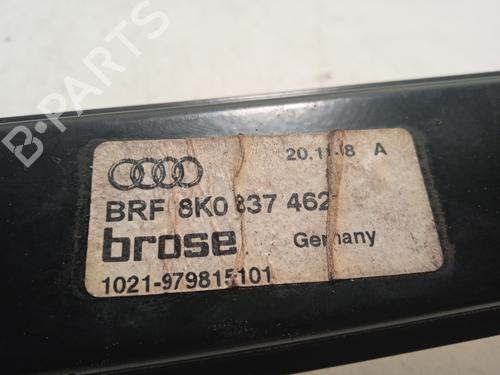 B-PARTS
20.11.08 A
BRF 8K0 837 462
brose Germany
1021-979815101